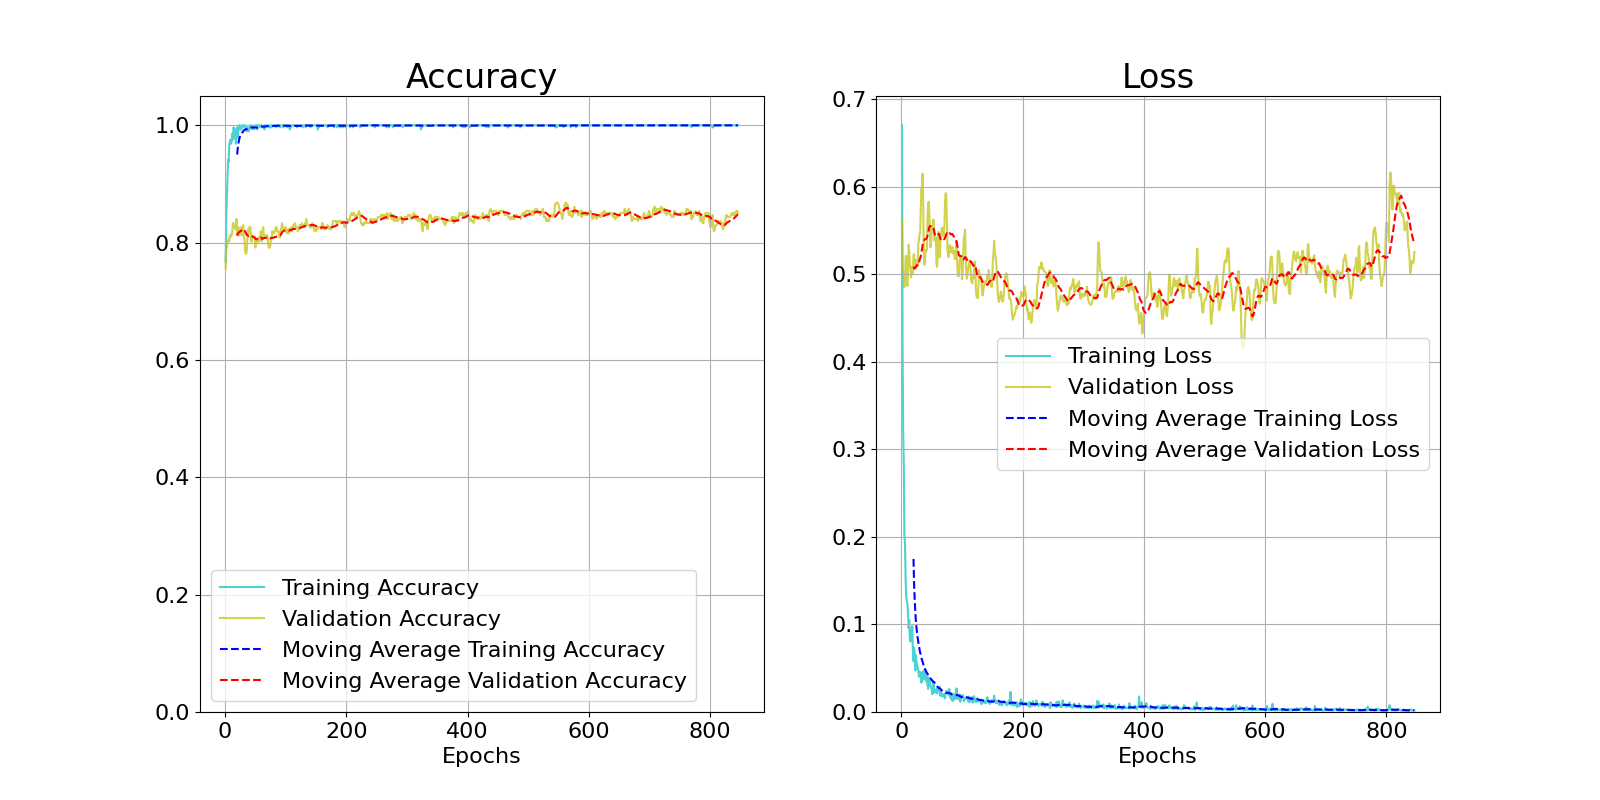 Accuracy
1.0
0.8
0.6
0.4
0.2
0.0
0 200 400 600 800
Epochs
Training Accuracy
Validation Accuracy
Moving Average Training Accuracy
Moving Average Validation Accuracy
Loss
0.7
0.6
0.5
0.4
0.3
0.2
0.1
0.0
0 200 400 600 800
Epochs
Training Loss
Validation Loss
Moving Average Training Loss
Moving Average Validation Loss